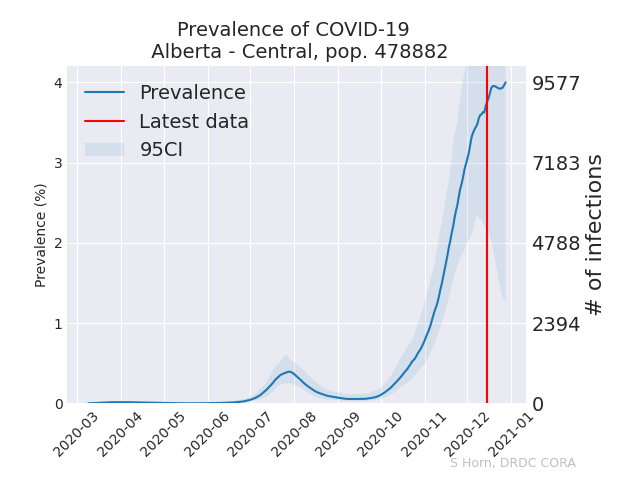 Prevalence of COVID-19
Alberta - Central, pop. 478882
Prevalence
Latest data
95CI
Prevalence (%)
4
3
2
1
0
9577
7183
4788
2394
0
# of infections
2020-03
2020-04
2020-05
2020-06
2020-07
2020-08
2020-09
2020-10
2020-11
2020-12
2021-01
S Horn, DRDC CORA